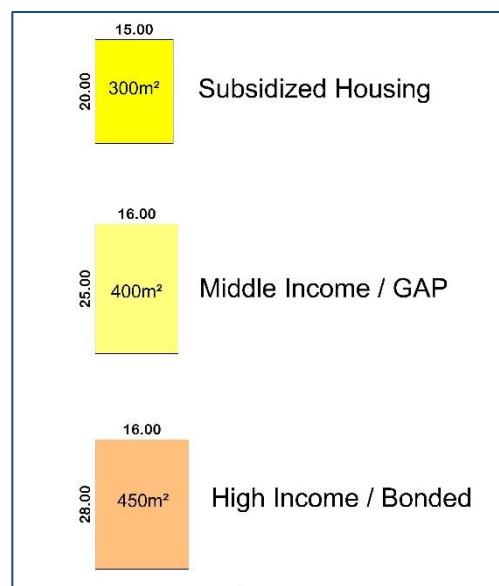 15.00
20.00
300m²
Subsidized Housing
16.00
25.00
400m²
Middle Income / GAP
16.00
28.00
450m²
High Income / Bonded